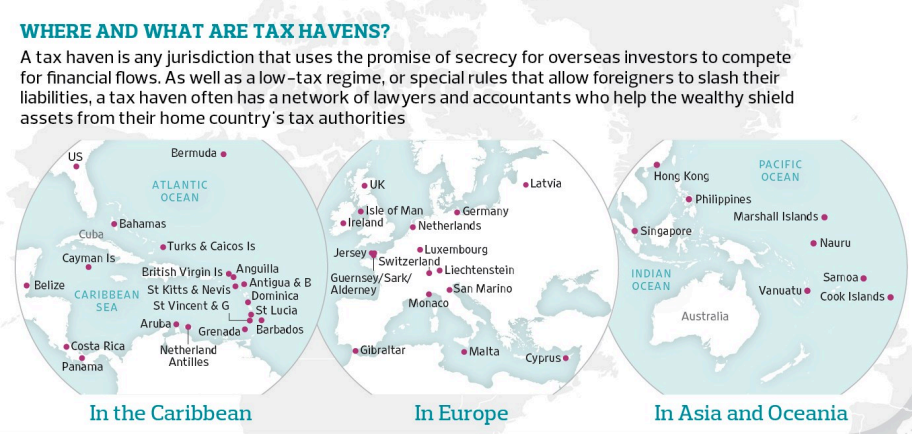 WHERE AND WHAT ARE TAX HAVENS?
A tax haven is any jurisdiction that uses the promise of secrecy for overseas investors to compete
for financial flows. As well as a low-tax regime, or special rules that allow foreigners to slash their
liabilities, a tax haven often has a network of lawyers and accountants who help the wealthy shield
assets from their home country's tax authorities
US
Bermuda
ATLANTIC
OCEAN
Bahamas
Cuba
Turks & Caicos Is
Cayman Is
British Virgin Is
Anguilla
Belize
St Kitts & Nevis
Antigua & B
CARIBBEAN
SEA
Dominica
St Vincent & G
St Lucia
Aruba
Grenada
Barbados
Costa Rica
Netherland
Antilles
Panama
In the Caribbean
UK
Latvia
Isle of Man
Germany
Ireland
Netherlands
Jersey
Luxembourg
Switzerland
Liechtenstein
Guernsey/Sark/
Alderney
San Marino
Monaco
Gibraltar
Malta
Cyprus
In Europe
Hong Kong
PACIFIC
OCEAN
Philippines
Marshall Islands
Singapore
Nauru
INDIAN
OCEAN
Samoa
Vanuatu
Cook Islands
Australia
In Asia and Oceania